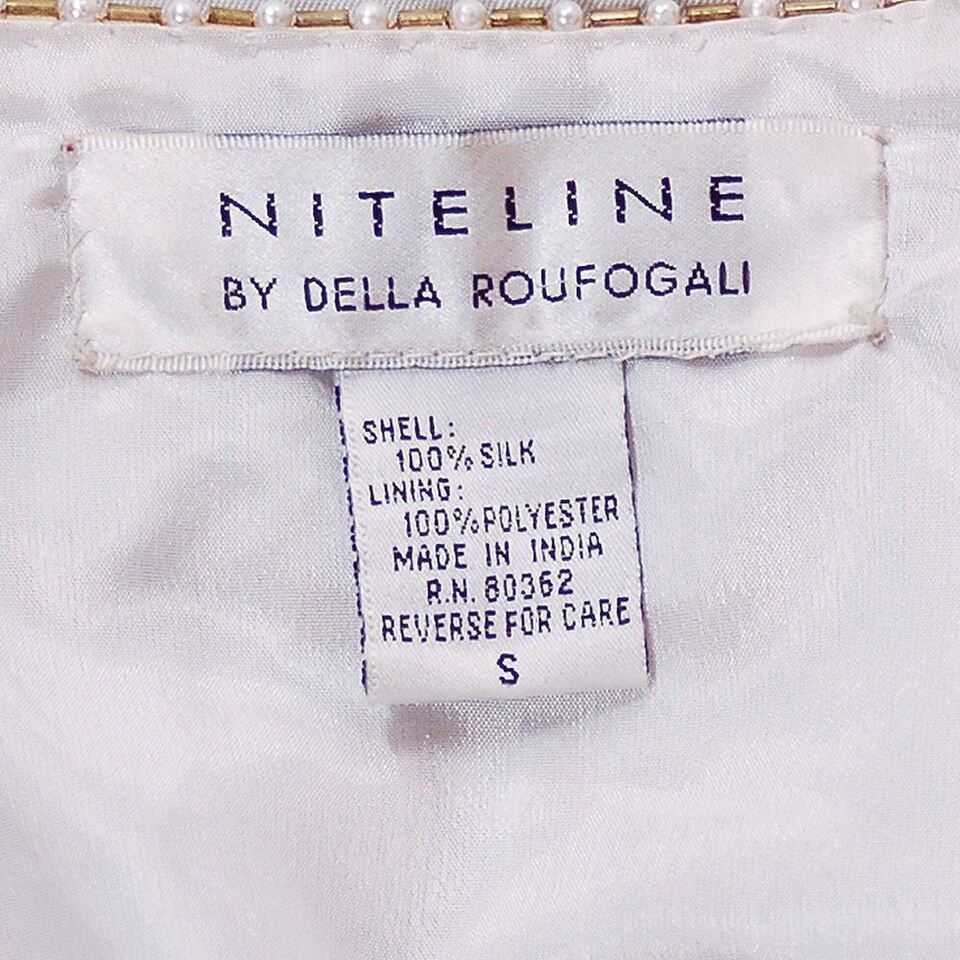 NITELINE
BY DELLA ROUFOGALI
SHELL:
100% SILK
LINING:
100% POLYESTER
MADE IN INDIA
R.N. 80362
REVERSE FOR CARE
S